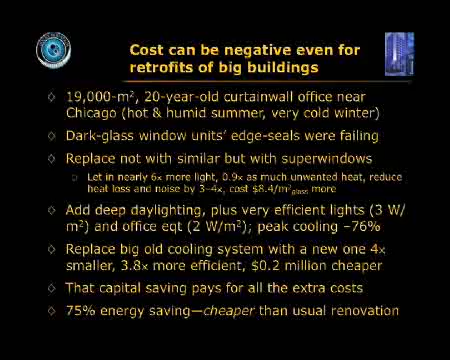 Cost can be negative even for
retrofits of big buildings
◊ 19,000-m², 20-year-old curtainwall office near
Chicago (hot & humid summer, very cold winter)
◊ Dark-glass window units' edge-seals were failing
◊ Replace not with similar but with superwindows
Let in nearly 6× more light, 0.9× as much unwanted heat, reduce
heat loss and noise by 3–4×, cost $8.4/m²glass more
◊ Add deep daylighting, plus very efficient lights (3 W/
m²) and office eqt (2 W/m²); peak cooling –76%
◊ Replace big old cooling system with a new one 4×
smaller, 3.8× more efficient, $0.2 million cheaper
◊ That capital saving pays for all the extra costs
◊ 75% energy saving—cheaper than usual renovation